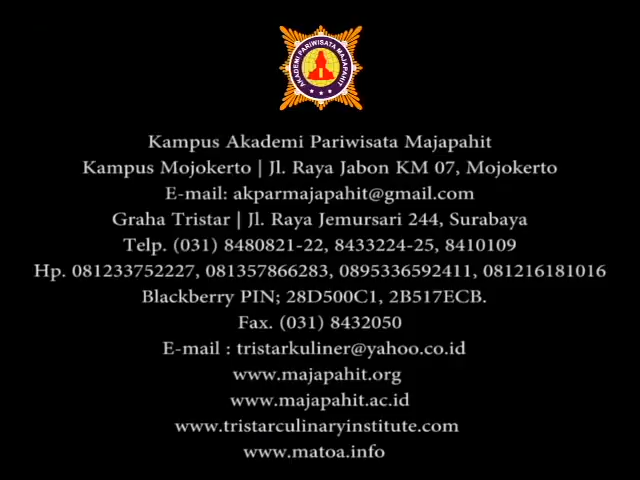 AKADEMI PARIWISATA MAJAPAHIT
Kampus Akademi Pariwisata Majapahit
Kampus Mojokerto | Jl. Raya Jabon KM 07, Mojokerto
E-mail: akparmajapahit@gmail.com
Graha Tristar | Jl. Raya Jemursari 244, Surabaya
Telp. (031) 8480821-22, 8433224-25, 8410109
Hp. 081233752227, 081357866283, 0895336592411, 081216181016
Blackberry PIN; 28D500C1, 2B517ECB.
Fax. (031) 8432050
E-mail : tristarkuliner@yahoo.co.id
www.majapahit.org
www.majapahit.ac.id
www.tristarculinaryinstitute.com
www.matoa.info